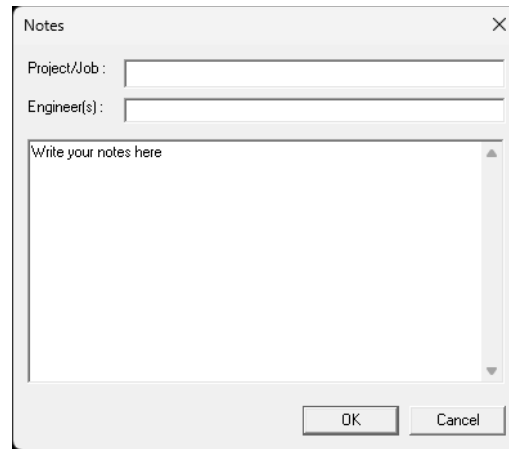 Notes
Project/Job :
Engineer(s) :
Write your notes here
OK Cancel